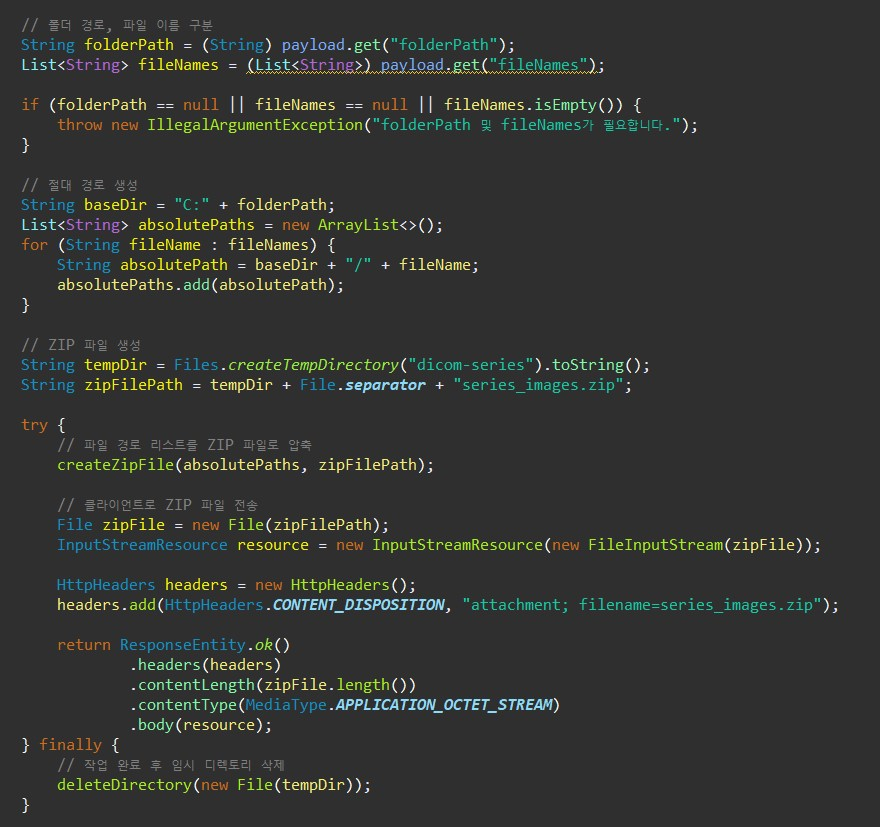 // 폴더 경로, 파일 이름 구분
String folderPath = (String) payload.get("folderPath");
List<String> fileNames = (List<String>) payload.get("fileNames");
if (folderPath == null || fileNames == null || fileNames.isEmpty()) {
throw new IllegalArgumentException("folderPath 및 fileNames가 필요합니다.");
}
// 절대 경로 생성
String baseDir = "C:" + folderPath;
List<String> absolutePaths = new ArrayList<>();
for (String fileName : fileNames) {
String absolutePath = baseDir + "/" + fileName;
absolutePaths.add(absolutePath);
}
// ZIP 파일 생성
String tempDir = Files.createTempDirectory("dicom-series").toString();
String zipFilePath = tempDir + File.separator + "series_images.zip";
try {
// 파일 경로 리스트를 ZIP 파일로 압축
createZipFile(absolutePaths, zipFilePath);
// 클라이언트로 ZIP 파일 전송
File zipFile = new File(zipFilePath);
InputStreamResource resource = new InputStreamResource(new FileInputStream(zipFile));
HttpHeaders headers = new HttpHeaders();
headers.add(HttpHeaders.CONTENT_DISPOSITION, "attachment; filename=series_images.zip");
return ResponseEntity.ok()
.headers(headers)
.contentLength(zipFile.length())
.contentType(MediaType.APPLICATION_OCTET_STREAM)
.body(resource);
} finally {
// 작업 완료 후 임시 디렉토리 삭제
deleteDirectory(new File(tempDir));
}